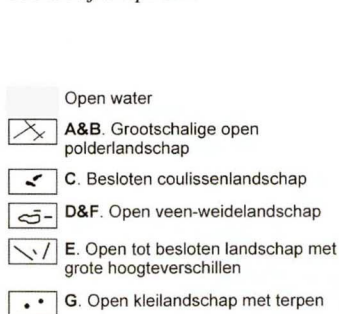 Open water
A&B. Grootschalige open
polderlandschap
C. Besloten coulissenlandschap
D&F. Open veen-weidelandschap
E. Open tot besloten landschap met
grote hoogteverschillen
G. Open kleilandschap met terpen